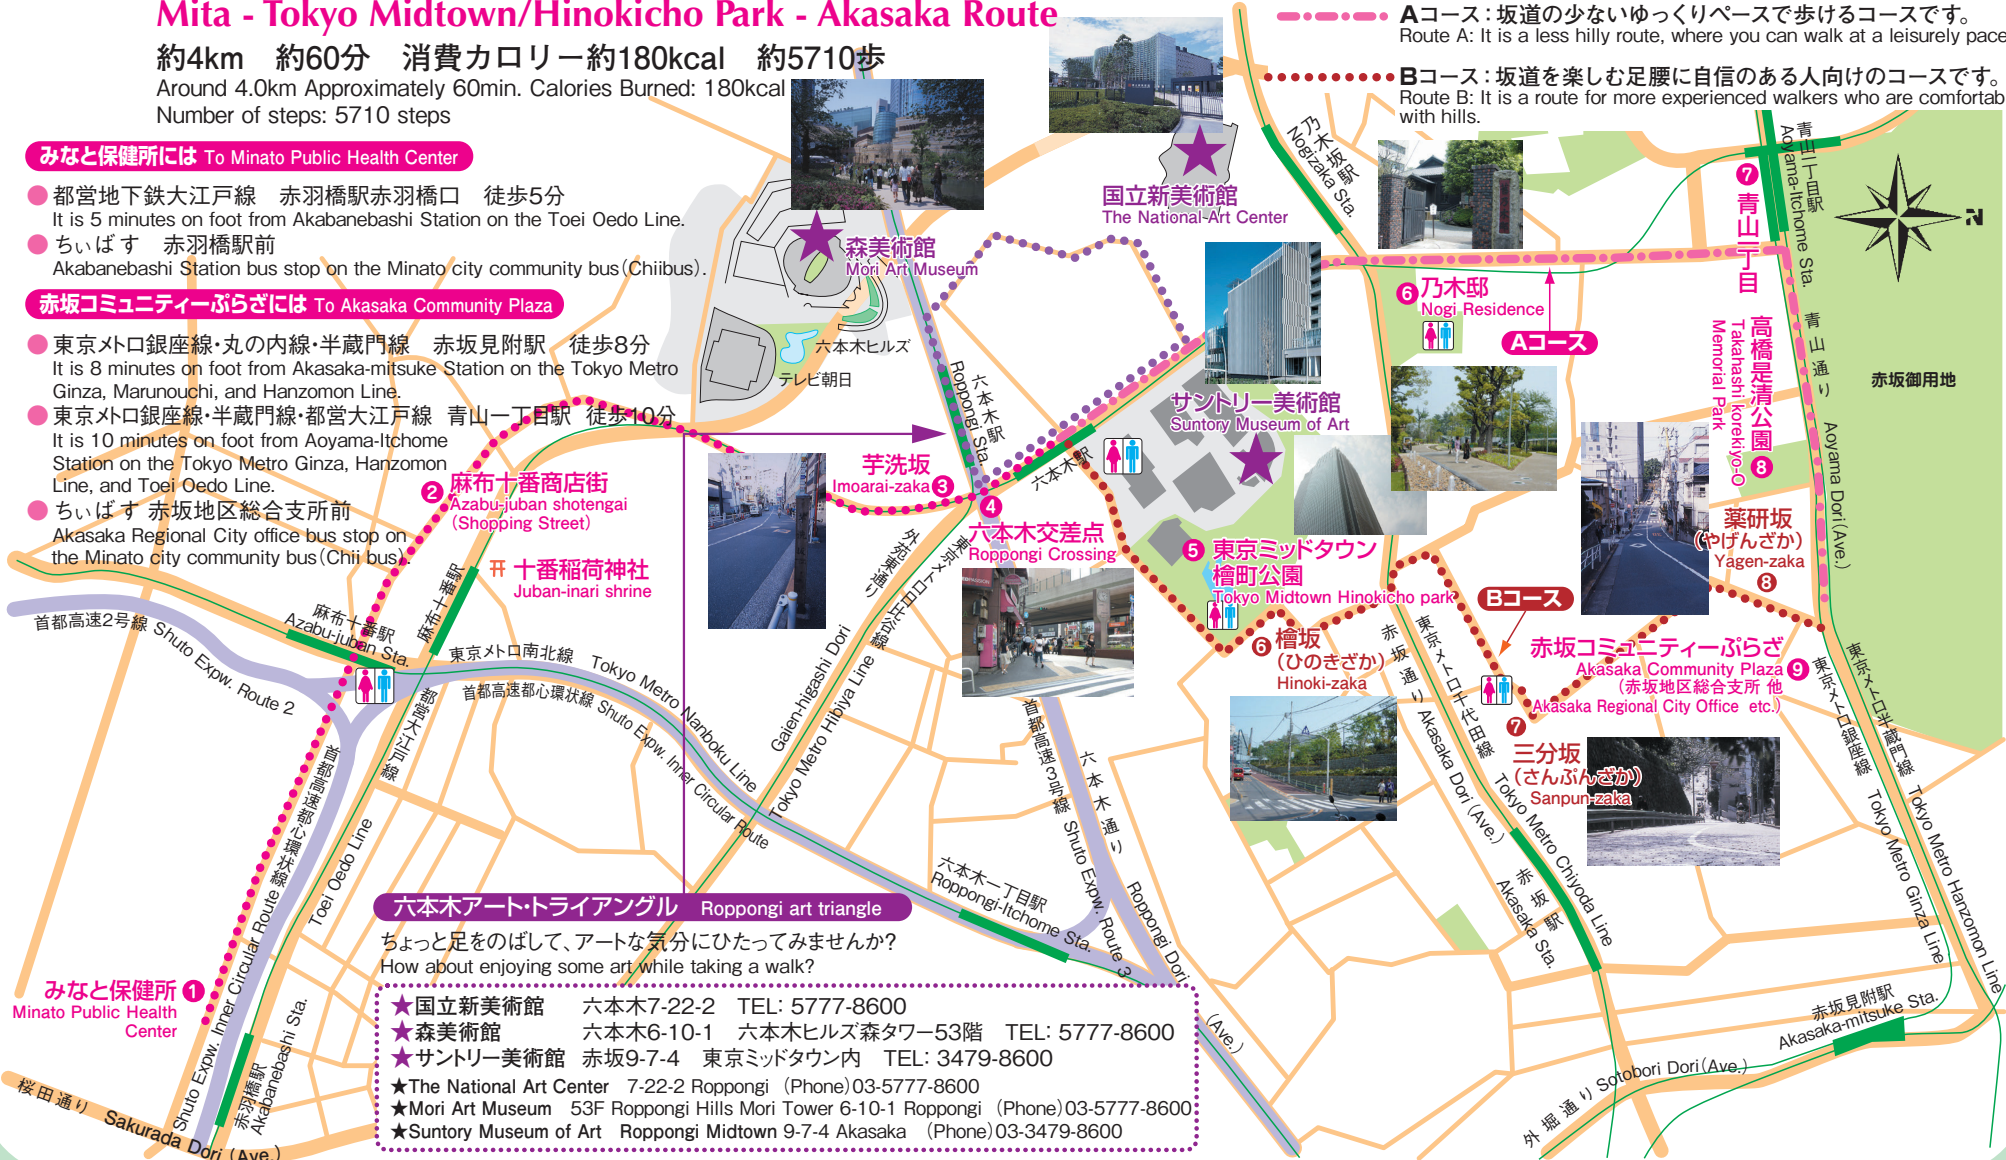 Mita - Tokyo Midtown/Hinokicho Park - Akasaka Route
約4km　約60分　消費カロリー約180kcal　約5710歩
Around 4.0km Approximately 60min. Calories Burned: 180kcal
Number of steps: 5710 steps
Aコース：坂道の少ないゆっくりペースで歩けるコースです。
Route A: It is a less hilly route, where you can walk at a leisurely pace
Bコース：坂道を楽しむ足腰に自信のある人向けのコースです。
Route B: It is a route for more experienced walkers who are comfortab
with hills.
みなと保健所には To Minato Public Health Center
● 都営地下鉄大江戸線　赤羽橋駅赤羽橋口　徒歩5分
It is 5 minutes on foot from Akabanebashi Station on the Toei Oedo Line.
● ちぃばす　赤羽橋駅前
Akabanebashi Station bus stop on the Minato city community bus(Chiibus).
赤坂コミュニティーぷらざには To Akasaka Community Plaza
● 東京メトロ銀座線・丸の内線・半蔵門線　赤坂見附駅　徒歩8分
It is 8 minutes on foot from Akasaka-mitsuke Station on the Tokyo Metro
Ginza, Marunouchi, and Hanzomon Line.
● 東京メトロ銀座線・半蔵門線・都営大江戸線　青山一丁目駅　徒歩10分
It is 10 minutes on foot from Aoyama-Itchome
Station on the Tokyo Metro Ginza, Hanzomon
Line, and Toei Oedo Line.
● ちぃばす 赤坂地区総合支所前
Akasaka Regional City office bus stop on
the Minato city community bus(Chii bus).
国立新美術館
The National Art Center
森美術館
Mori Art Museum
六本木ヒルズ
テレビ朝日
乃木坂駅
Nogizaka Sta.
青山一丁目駅
Aoyama-Itchome Sta.
❼青山一丁目
N
❻乃木邸
Nogi Residence
Aコース
高橋是清公園❽
Takahashi korekiyo-O
Memorial Park
青山通り
Aoyama Dori(Ave.)
赤坂御用地
サントリー美術館
Suntory Museum of Art
六本木駅
Roppongi Sta.
六本木駅
芋洗坂
Imoarai-zaka❸
❷麻布十番商店街
Azabu-juban shotengai
(Shopping Street)
❹
六本木交差点
Roppongi Crossing
十番稲荷神社
Juban-inari shrine
❺東京ミッドタウン
檜町公園
Tokyo Midtown Hinokicho park
薬研坂
(やげんざか)
Yagen-zaka
❽
Bコース
❻檜坂
(ひのきざか)
Hinoki-zaka
赤坂コミュニティーぷらざ
Akasaka Community Plaza❾
(赤坂地区総合支所 他
Akasaka Regional City Office etc.)
❼
三分坂
(さんぷんざか)
Sanpun-zaka
麻布十番駅
Azabu-juban Sta.
麻布十番駅
首都高速2号線 Shuto Expw. Route 2
東京メトロ南北線　Tokyo Metro Nanboku Line
首都高速都心環状線 Shuto Expw. Inner Circular Route
都営大江戸線
Toei Oedo Line
首都高速都心環状線
Shuto Expw. Inner Circular Route
外苑東通り
Gaien-higashi Dori
東京メトロ日比谷線
Tokyo Metro Hibiya Line
首都高速3号線 Shuto Expw. Route 3
六本木通り
Roppongi Dori
(Ave.)
六本木一丁目駅
Roppongi-Itchome Sta.
赤坂通り Akasaka Dori (Ave.)
東京メトロ千代田線　Tokyo Metro Chiyoda Line
赤坂駅
Akasaka Sta.
東京メトロ銀座線　Tokyo Metro Ginza Line
東京メトロ半蔵門線　Tokyo Metro Hanzomon Line
赤坂見附駅
Akasaka-mitsuke Sta.
外堀通り Sotobori Dori(Ave.)
みなと保健所❶
Minato Public Health
Center
赤羽橋駅
Akabanebashi Sta.
桜田通り Sakurada Dori (Ave.)
六本木アート・トライアングル　Roppongi art triangle
ちょっと足をのばして、アートな気分にひたってみませんか？
How about enjoying some art while taking a walk?
★国立新美術館　六本木7-22-2　TEL: 5777-8600
★森美術館　六本木6-10-1　六本木ヒルズ森タワー53階　TEL: 5777-8600
★サントリー美術館　赤坂9-7-4　東京ミッドタウン内　TEL: 3479-8600
★The National Art Center　7-22-2 Roppongi　(Phone)03-5777-8600
★Mori Art Museum　53F Roppongi Hills Mori Tower 6-10-1 Roppongi　(Phone)03-5777-8600
★Suntory Museum of Art　Roppongi Midtown 9-7-4 Akasaka　(Phone)03-3479-8600